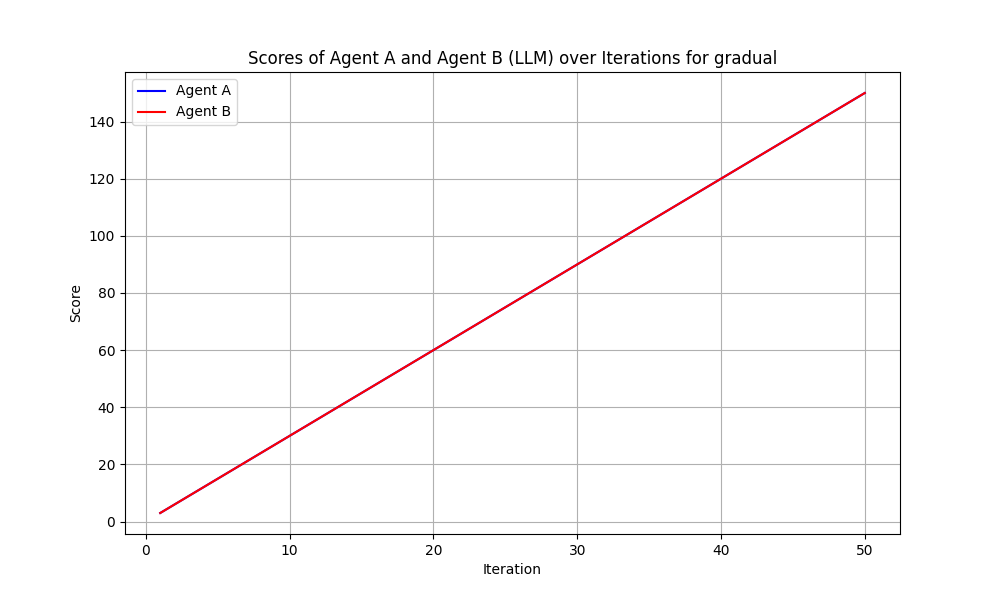 Scores of Agent A and Agent B (LLM) over Iterations for gradual
Agent A
Agent B
Score
140
120
100
80
60
40
20
0
0 10 20 30 40 50
Iteration